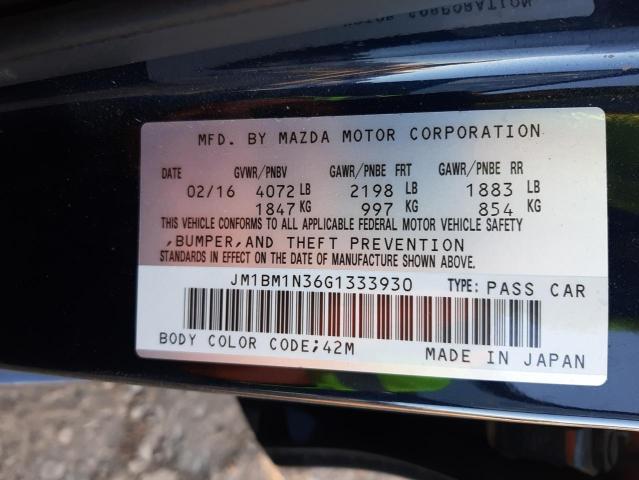 MFD. BY MAZDA MOTOR CORPORATION
DATE GVWR/PNBV GAWR/PNBE FRT GAWR/PNBE RR
02/16 4072 LB 2198 LB 1883 LB
1847 KG 997 KG 854 KG
THIS VEHICLE CONFORMS TO ALL APPLICABLE FEDERAL MOTOR VEHICLE SAFETY
,BUMPER,AND THEFT PREVENTION
STANDARDS IN EFFECT ON THE DATE OF MANUFACTURE SHOWN ABOVE.
JM1BM1N36G1333930 TYPE: PASS CAR
BODY COLOR CODE;42M MADE IN JAPAN